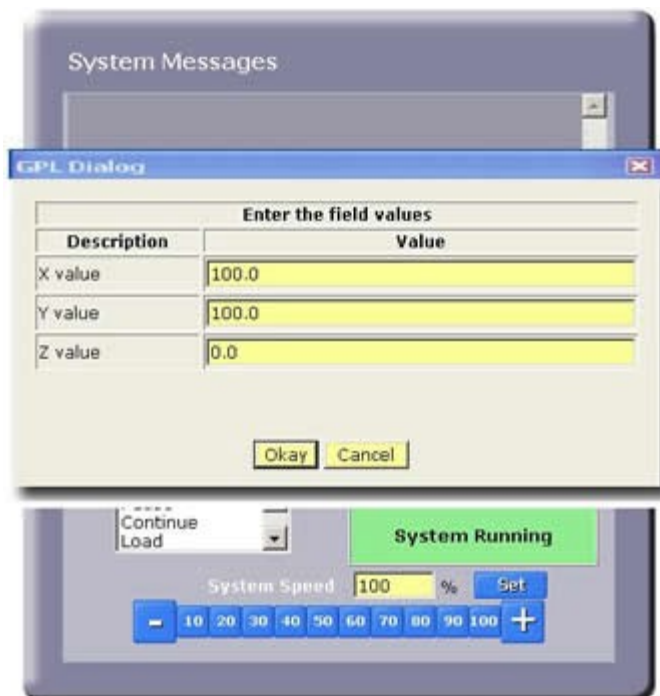 System Messages
GPL Dialog
Enter the field values
Description Value
X value 100.0
Y value 100.0
Z value 0.0
Okay Cancel
Continue
Load
System Running
System Speed 100 % Set
- 10 20 30 40 50 60 70 80 90 100 +